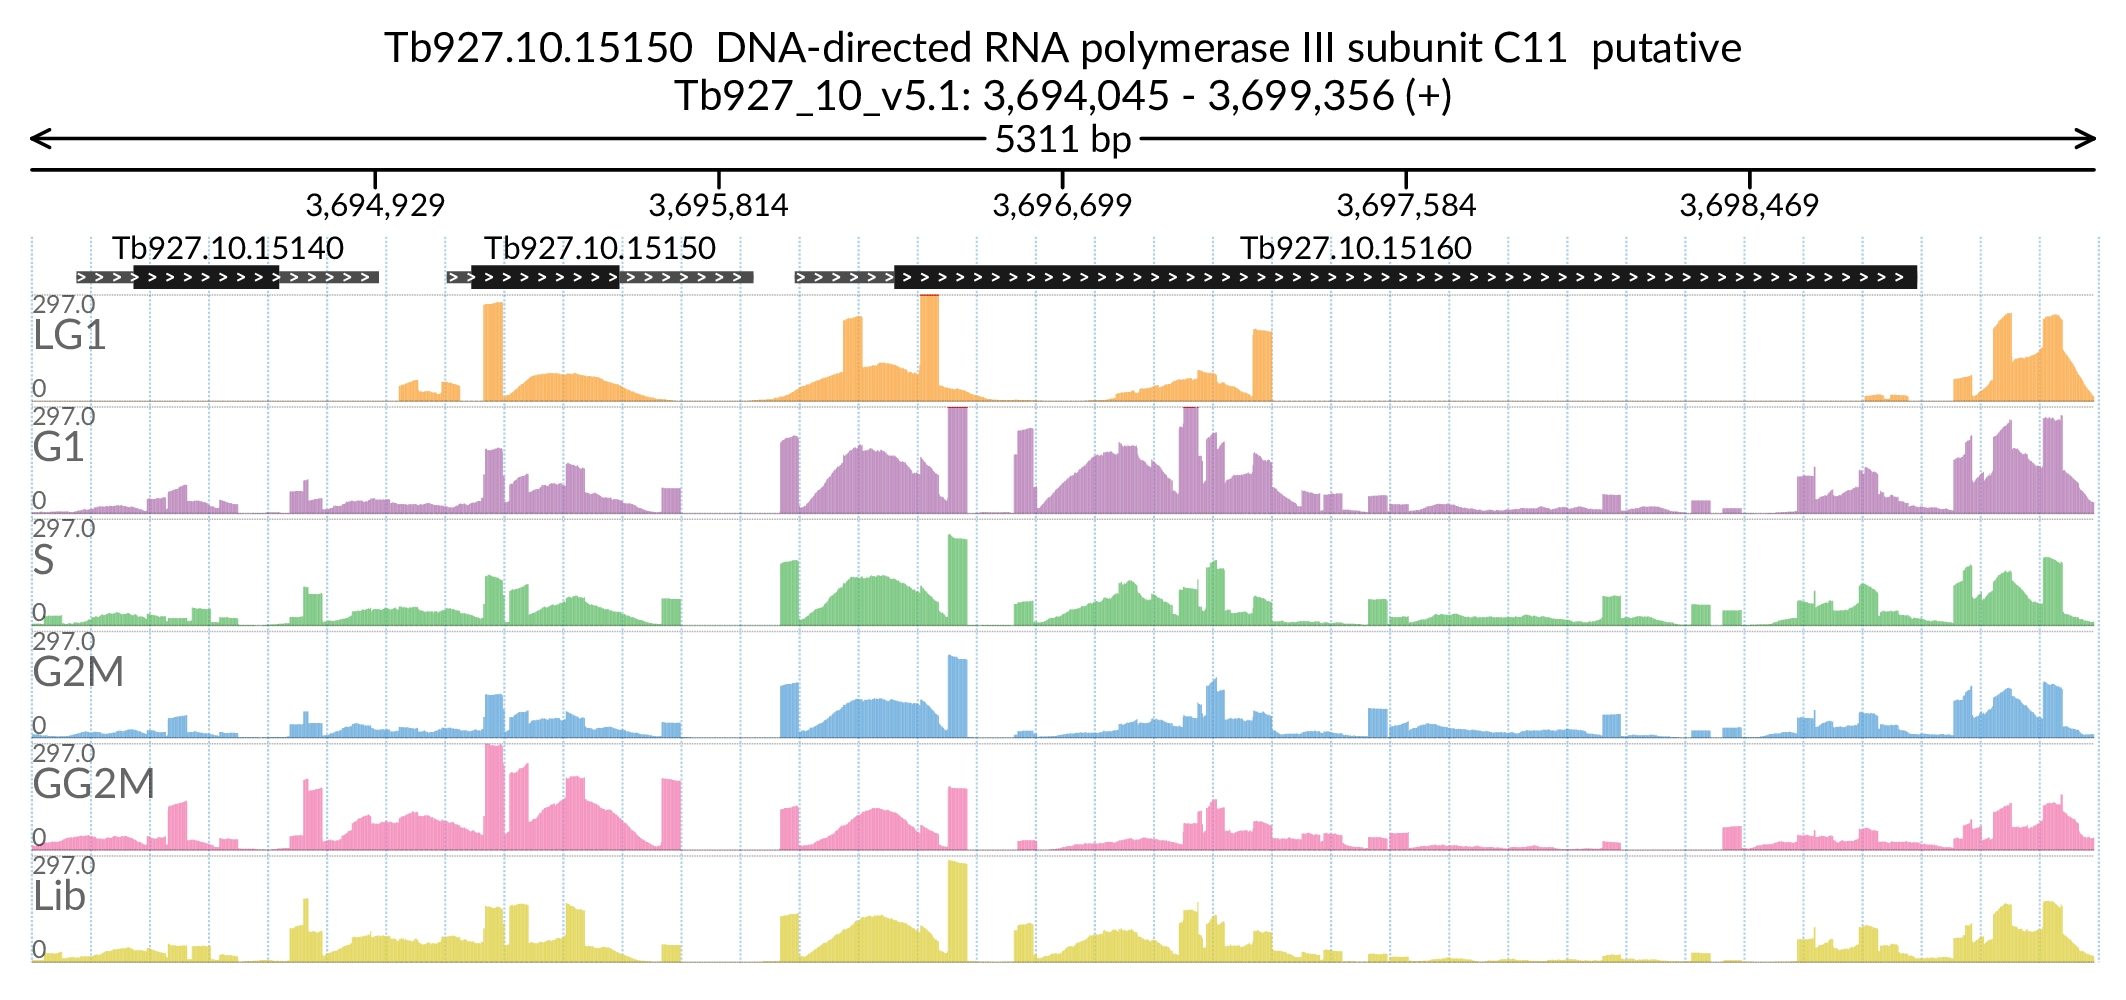 Tb927.10.15150  DNA-directed RNA polymerase III subunit C11  putative
Tb927_10_v5.1: 3,694,045 - 3,699,356 (+)
5311 bp
3,694,929 3,695,814 3,696,699 3,697,584 3,698,469
Tb927.10.15140 Tb927.10.15150 Tb927.10.15160
297.0
LG1
0
297.0
G1
0
297.0
S
0
297.0
G2M
0
297.0
GG2M
0
297.0
Lib
0